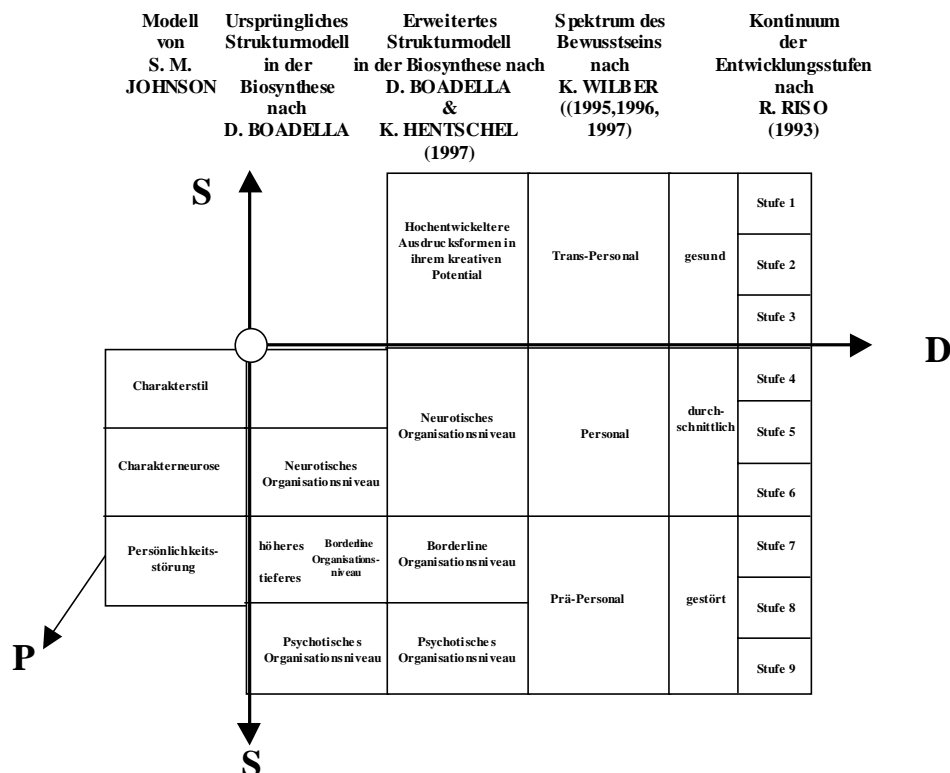 Modell
von
S. M.
JOHNSON
Ursprüngliches
Strukturmodell
in der
Biosynthese
nach
D. BOADELLA
Erweitertes
Strukturmodell
in der Biosynthese nach
D. BOADELLA
&
K. HENTSCHEL
(1997)
Spektrum des
Bewusstseins
nach
K. WILBER
((1995,1996,
1997)
Kontinuum
der
Entwicklungsstufen
nach
R. RISO
(1993)
S
Hochentwickeltere
Ausdrucksformen in
ihrem kreativen
Potential
Trans-Personal
gesund
Stufe 1
Stufe 2
Stufe 3
D
Charakterstil
Neurotisches
Organisationsniveau
Personal
durch-
schnittlich
Stufe 4
Stufe 5
Stufe 6
Charakterneurose
Neurotisches
Organisationsniveau
Persönlichkeits-
störung
höheres
tieferes
Borderline
Organisations-
niveau
Borderline
Organisationsniveau
Prä-Personal
gestört
Stufe 7
Stufe 8
Stufe 9
Psychotisches
Organisationsniveau
Psychotisches
Organisationsniveau
P
S